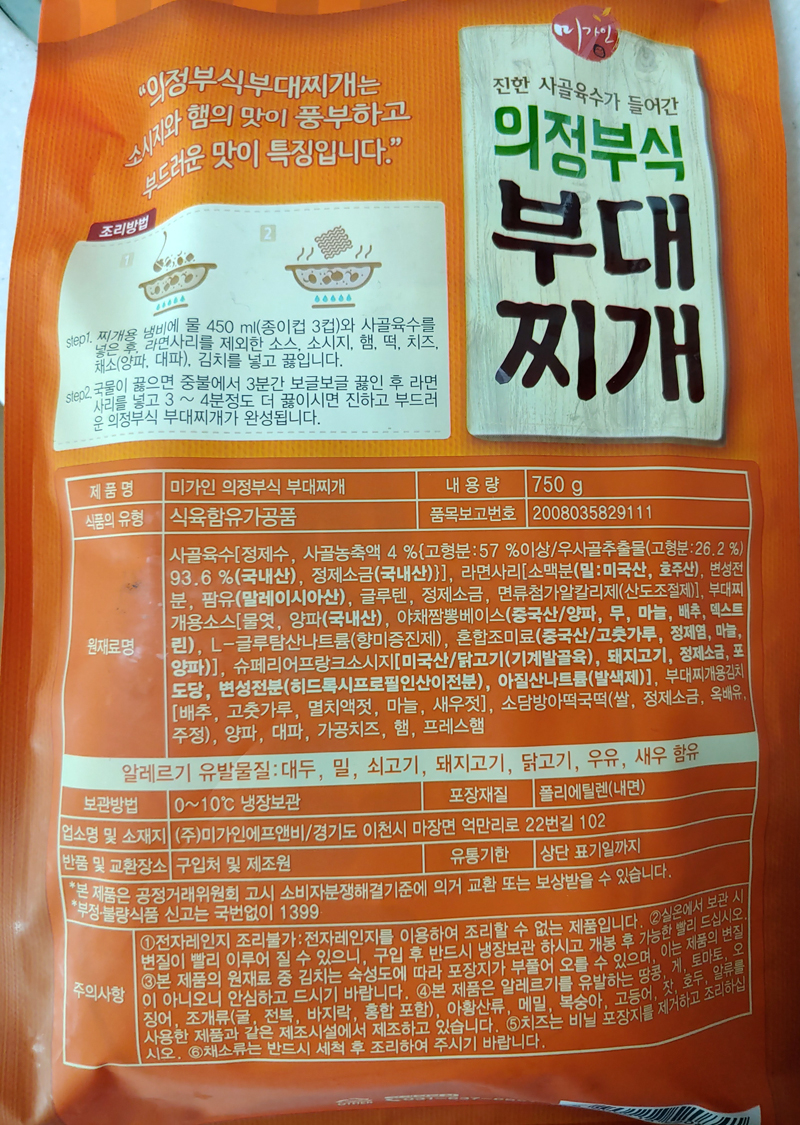 미가인
진한 사골육수가 들어간
의정부식
부대
찌개
“의정부식부대찌개는
소시지와 햄의 맛이 풍부하고
부드러운 맛이 특징입니다.”
조리방법
1
2
step1. 찌개용 냄비에 물 450 ml(종이컵 3컵)와 사골육수를
넣은 후, 라면사리를 제외한 소스, 소시지, 햄, 떡, 치즈,
채소(양파, 대파), 김치를 넣고 끓입니다.
step2. 국물이 끓으면 중불에서 3분간 보글보글 끓인 후 라면
사리를 넣고 3 ~ 4분정도 더 끓이시면 진하고 부드러
운 의정부식 부대찌개가 완성됩니다.
제품명 미가인 의정부식 부대찌개 내용량 750 g
식품의 유형 식육함유가공품 품목보고번호 2008035829111
원재료명
사골육수[정제수, 사골농축액 4 %{고형분:57 %이상/우사골추출물(고형분:26.2 %)
93.6 %(국내산), 정제소금(국내산)}], 라면사리[소맥분(밀:미국산, 호주산), 변성전
분, 팜유(말레이시아산), 글루텐, 정제소금, 면류첨가알칼리제(산도조절제)], 부대찌
개용소스[물엿, 양파(국내산), 야채짬뽕베이스(중국산/양파, 무, 마늘, 배추, 덱스트
린), L-글루탐산나트륨(향미증진제), 혼합조미료(중국산/고춧가루, 정제염, 마늘,
양파)], 슈페리어프랑크소시지[미국산/닭고기(기계발골육), 돼지고기, 정제소금, 포
도당, 변성전분(히드록시프로필인산이전분), 아질산나트륨(발색제)], 부대찌개용김치
[배추, 고춧가루, 멸치액젓, 마늘, 새우젓], 소담방아떡국떡(쌀, 정제소금, 옥배유,
주정), 양파, 대파, 가공치즈, 햄, 프레스햄
알레르기 유발물질:대두, 밀, 쇠고기, 돼지고기, 닭고기, 우유, 새우 함유
보관방법 0~10℃ 냉장보관 포장재질 폴리에틸렌(내면)
업소명 및 소재지 (주)미가인에프앤비/경기도 이천시 마장면 억만리로 22번길 102
반품 및 교환장소 구입처 및 제조원 유통기한 상단 표기일까지
*본 제품은 공정거래위원회 고시 소비자분쟁해결기준에 의거 교환 또는 보상받을 수 있습니다.
*부정·불량식품 신고는 국번없이 1399
주의사항
①전자레인지 조리불가:전자레인지를 이용하여 조리할 수 없는 제품입니다. ②실온에서 보관 시
변질이 빨리 이루어 질 수 있으니, 구입 후 반드시 냉장보관 하시고 개봉 후 가능한 빨리 드십시오.
③본 제품의 원재료 중 김치는 숙성도에 따라 포장지가 부풀어 오를 수 있으며, 이는 제품의 변질
이 아니오니 안심하고 드시기 바랍니다. ④본 제품은 알레르기를 유발하는 땅콩, 게, 토마토, 오
징어, 조개류(굴, 전복, 바지락, 홍합 포함), 아황산류, 메밀, 복숭아, 고등어, 잣, 호두, 알류를
사용한 제품과 같은 제조시설에서 제조하고 있습니다. ⑤치즈는 비닐 포장지를 제거하고 조리하십
시오. ⑥채소류는 반드시 세척 후 조리하여 주시기 바랍니다.